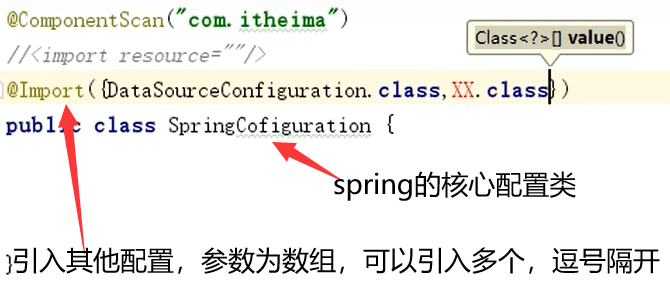 @ComponentScan("com.itheima")
Class<?>[] value()
//<import resource=""/>
@Import({DataSourceConfiguration.class,XX.class})
public class SpringCofiguration {
spring的核心配置类
}引入其他配置，参数为数组，可以引入多个，逗号隔开